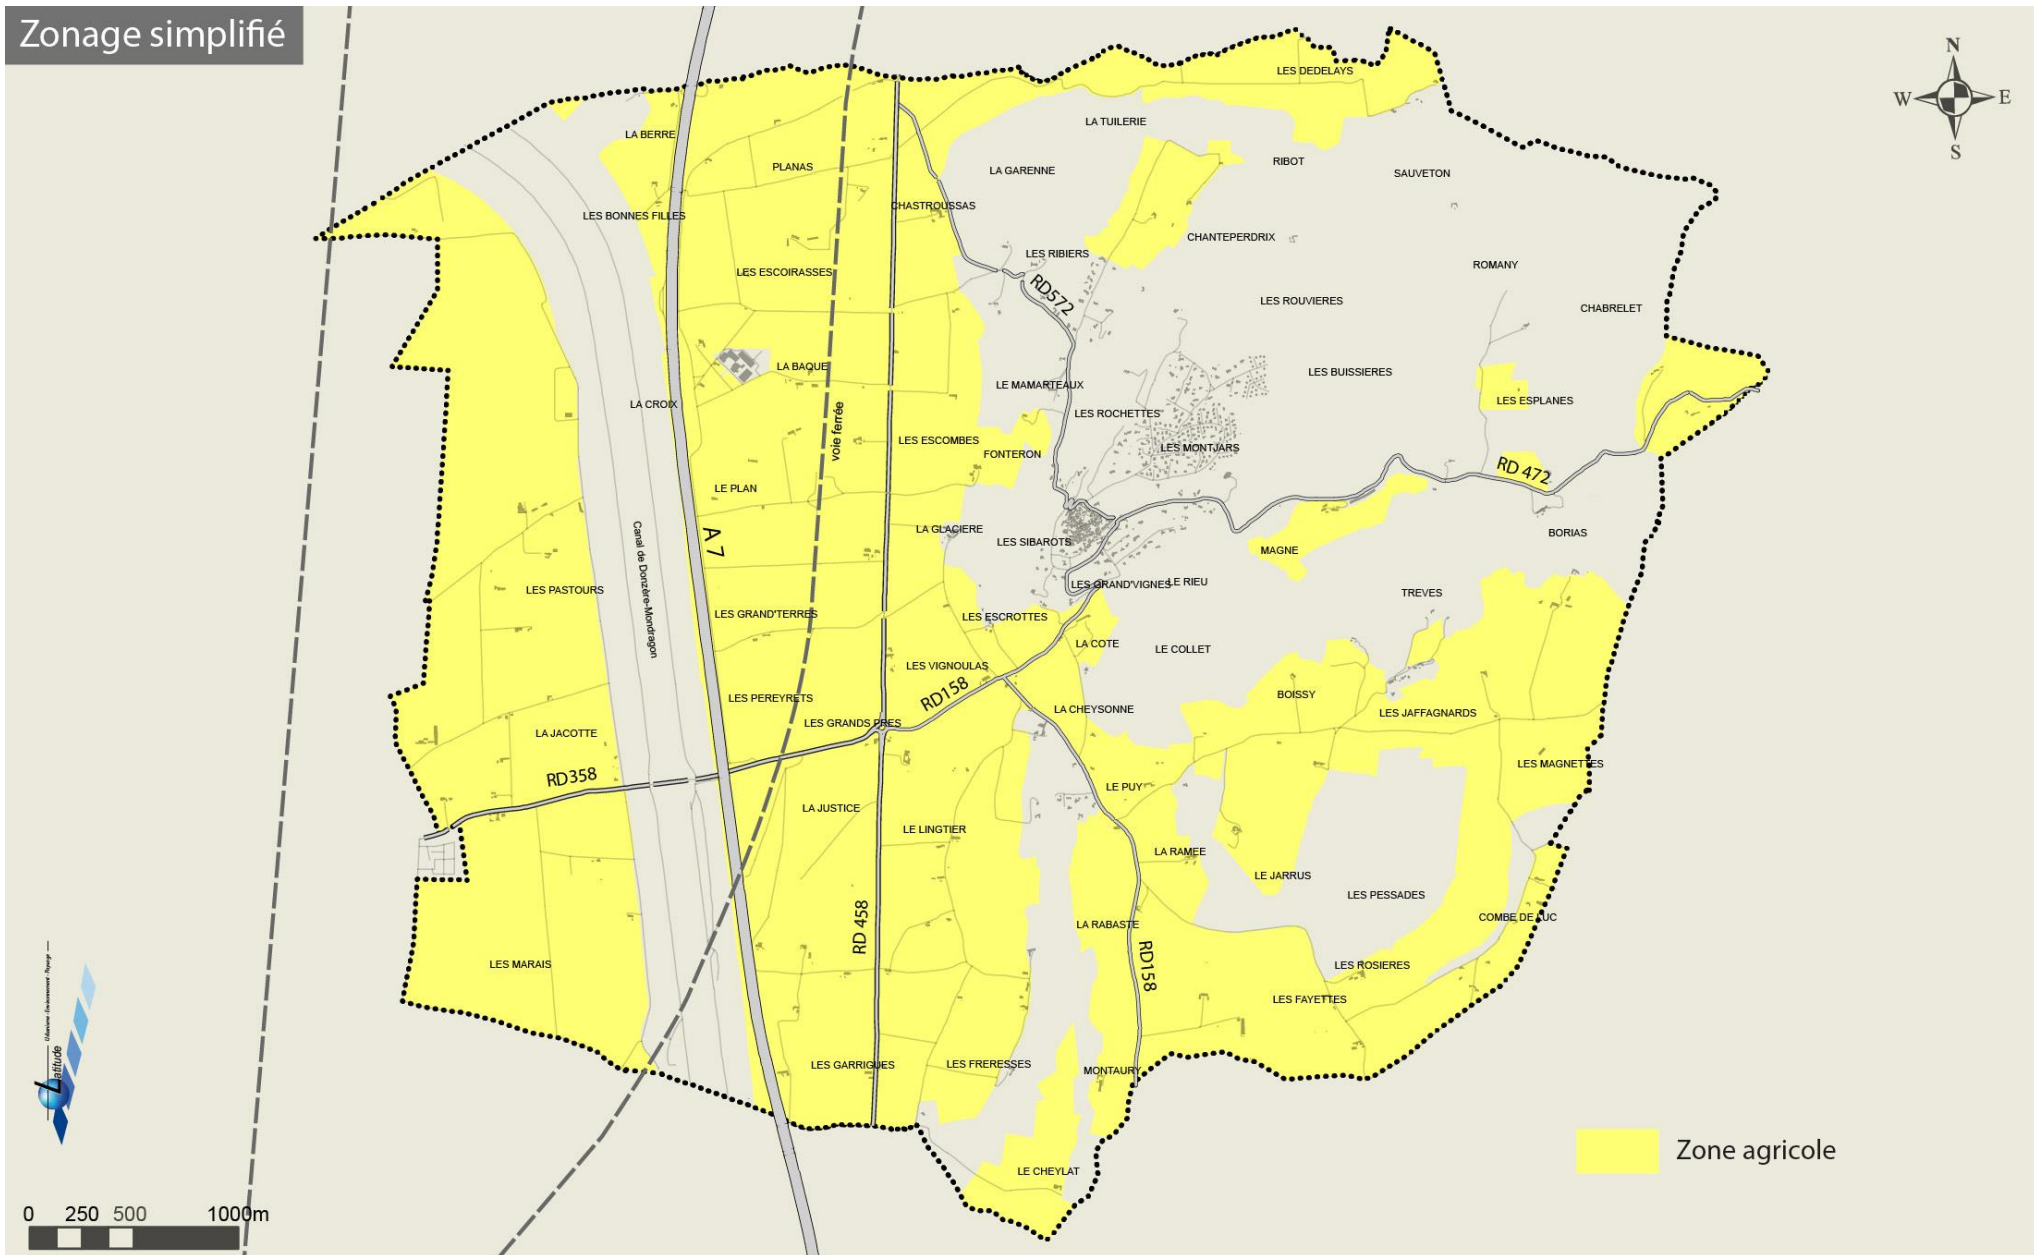 Zonage simplifié
N
W
E
S
LES DEDELAYS
LA TUILERIE
LA BERRE
PLANAS
RIBOT
LA GARENNE
SAUVETON
CHASTROUSSAS
LES BONNES FILLES
CHANTEPERDRIX
LES RIBIERS
ROMANY
LES ESCOIRASSES
RD572
LES ROUVIERES
CHABRELET
LA BAQUE
LES BUISSIERES
LE MAMARTEAUX
LA CROIX
LES ESPLANES
LES ROCHETTES
voie ferrée
LES ESCOMBES
LES MONTJARS
FONTERON
RD 472
LE PLAN
LA GLACIERE
BORIAS
A 7
LES SIBAROTS
MAGNE
Canal de Donzère-Mondragon
LES PASTOURS
LES GRAND'VIGNES
LE RIEU
TREVES
LES GRAND'TERRES
LES ESCROTTES
LA COTE
LE COLLET
LES VIGNOULAS
RD158
LES PEREYRETS
BOISSY
LA CHEYSONNE
LES JAFFAGNARDS
LES GRANDS PRES
LA JACOTTE
LES MAGNETTES
RD358
LE PUY
LA JUSTICE
LE LINGTIER
LA RAMEE
LE JARRUS
LES PESSADES
COMBE DE LUC
RD 458
LA RABASTE
LES MARAIS
RD158
LES ROSIERES
LES FAYETTES
LES GARRIGUES
LES FRERESSES
MONTAURY
LE CHEYLAT
Zone agricole
Latitude
Urbanisme - Environnement - Paysage
0 250 500 1000m